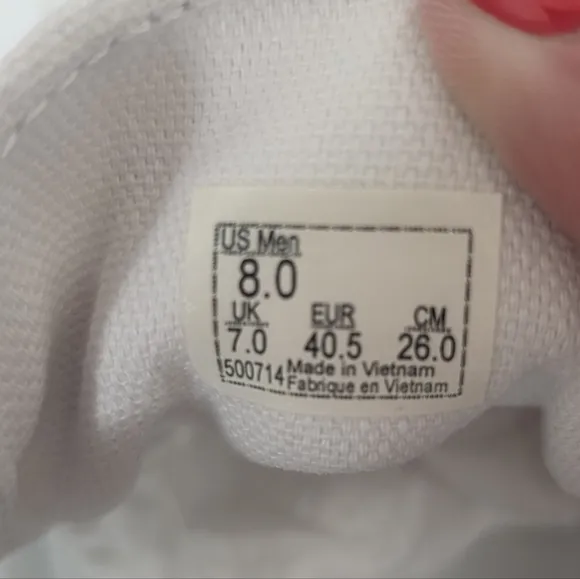 US Men
8.0
UK EUR CM
7.0 40.5 26.0
500714 Made in Vietnam
Fabrique en Vietnam